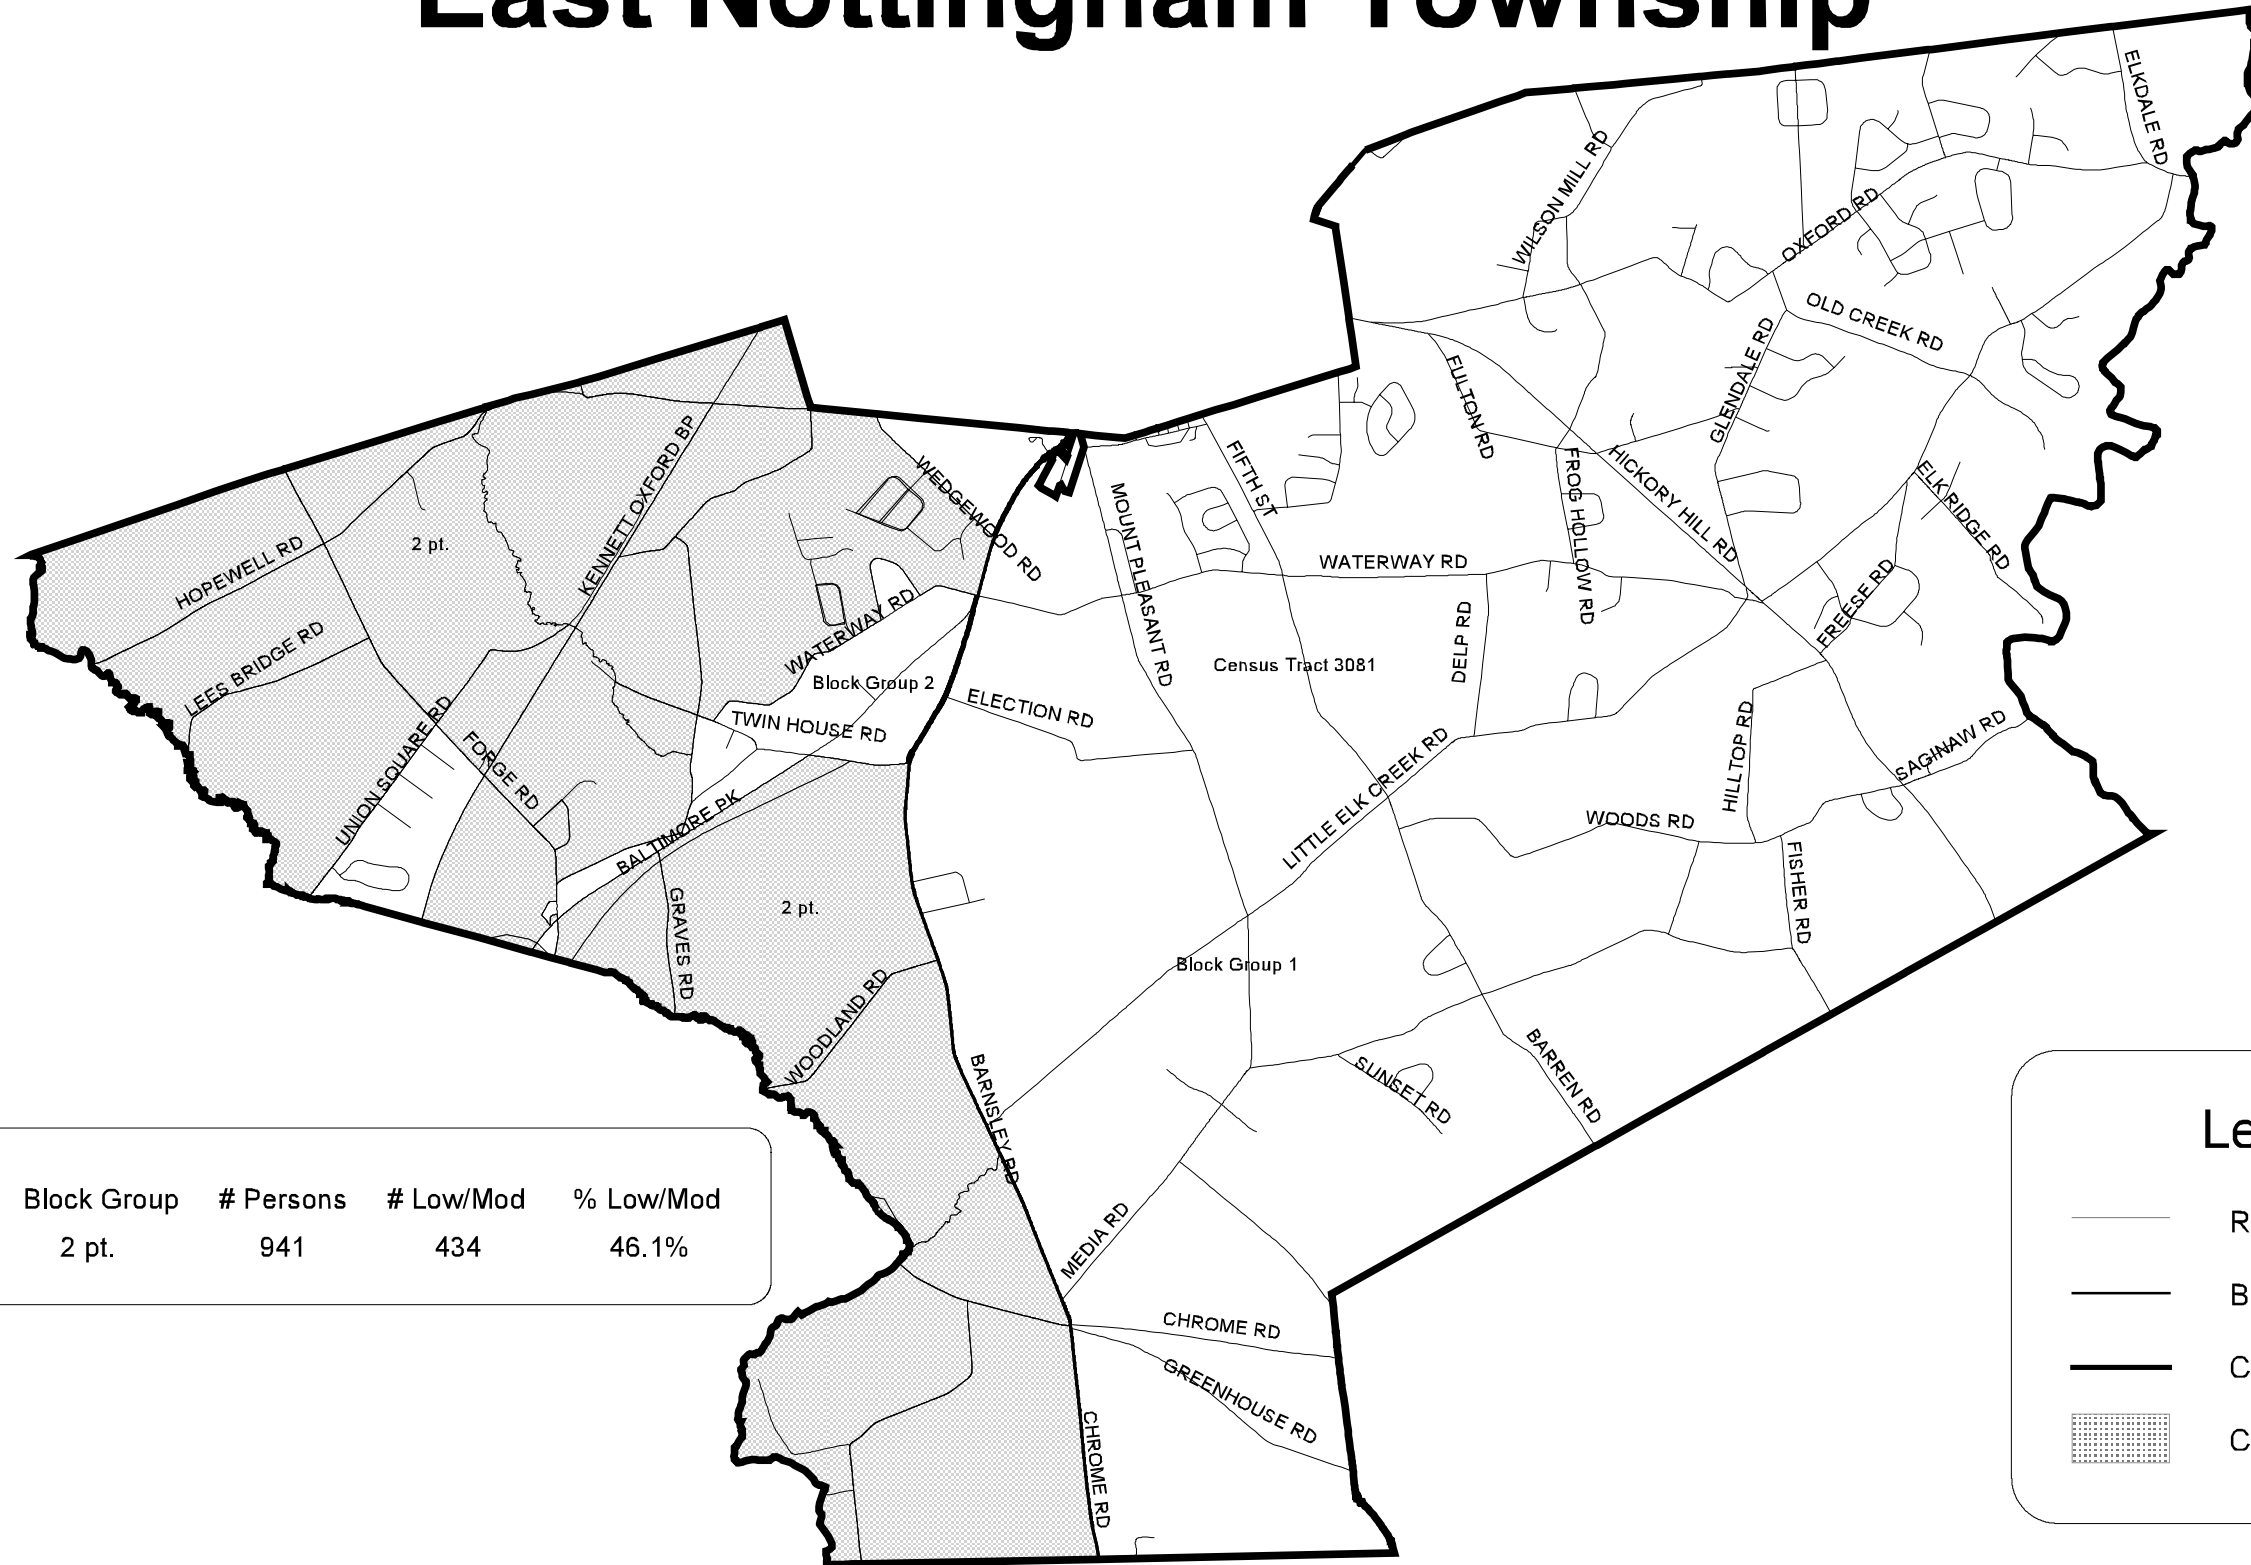 East Nottingham Township
ELKDALE RD
WILSON MILL RD
OXFORD RD
OLD CREEK RD
GLENDALE RD
FULTON RD
KENNETT OXFORD BP
WEDGEWOOD RD
FIFTH ST
HICKORY HILL RD
FROG HOLLOW RD
ELK RIDGE RD
MOUNT PLEASANT RD
2 pt.
HOPEWELL RD
WATERWAY RD
FREESE RD
WATERWAY RD
DELP RD
LEES BRIDGE RD
Census Tract 3081
Block Group 2
ELECTION RD
TWIN HOUSE RD
UNION SQUARE RD
FORGE RD
LITTLE ELK CREEK RD
HILLTOP RD
SAGINAW RD
BALTIMORE PK
WOODS RD
FISHER RD
GRAVES RD
2 pt.
Block Group 1
WOODLAND RD
BARNSLEY RD
SUNSET RD
BARREN RD
MEDIA RD
CHROME RD
GREENHOUSE RD
CHROME RD
Block Group # Persons # Low/Mod % Low/Mod
2 pt. 941 434 46.1%
Le
R
B
C
C